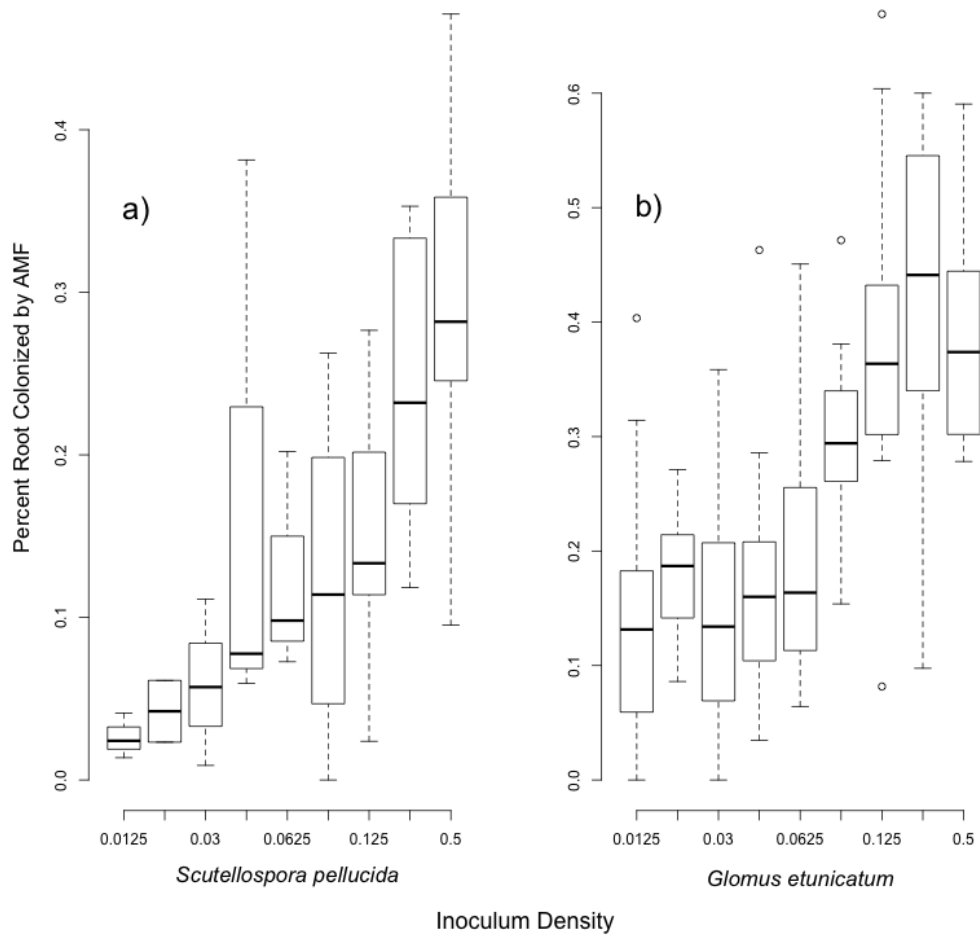 Percent Root Colonized by AMF
a)
0.4
0.3
0.2
0.1
0.0
0.0125 0.03 0.0625 0.125 0.5
Scutellospora pellucida
b)
0.6
0.5
0.4
0.3
0.2
0.1
0.0
0.0125 0.03 0.0625 0.125 0.5
Glomus etunicatum
Inoculum Density